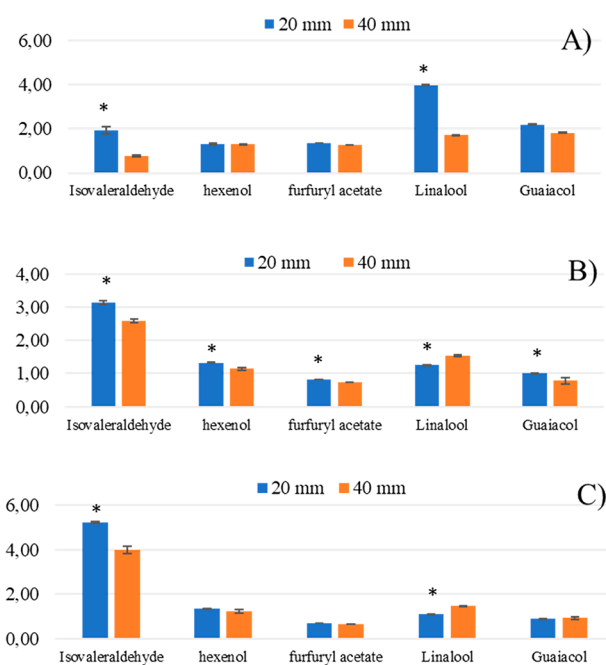 20 mm 40 mm
A)
6,00
4,00
*
*
2,00
0,00
Isovaleraldehyde hexenol furfuryl acetate Linalool Guaiacol
20 mm 40 mm
B)
4,00
*
3,00
2,00
* * * *
1,00
0,00
Isovaleraldehyde hexenol furfuryl acetate Linalool Guaiacol
20 mm 40 mm
C)
6,00
*
4,00
2,00
*
0,00
Isovaleraldehyde hexenol furfuryl acetate Linalool Guaiacol